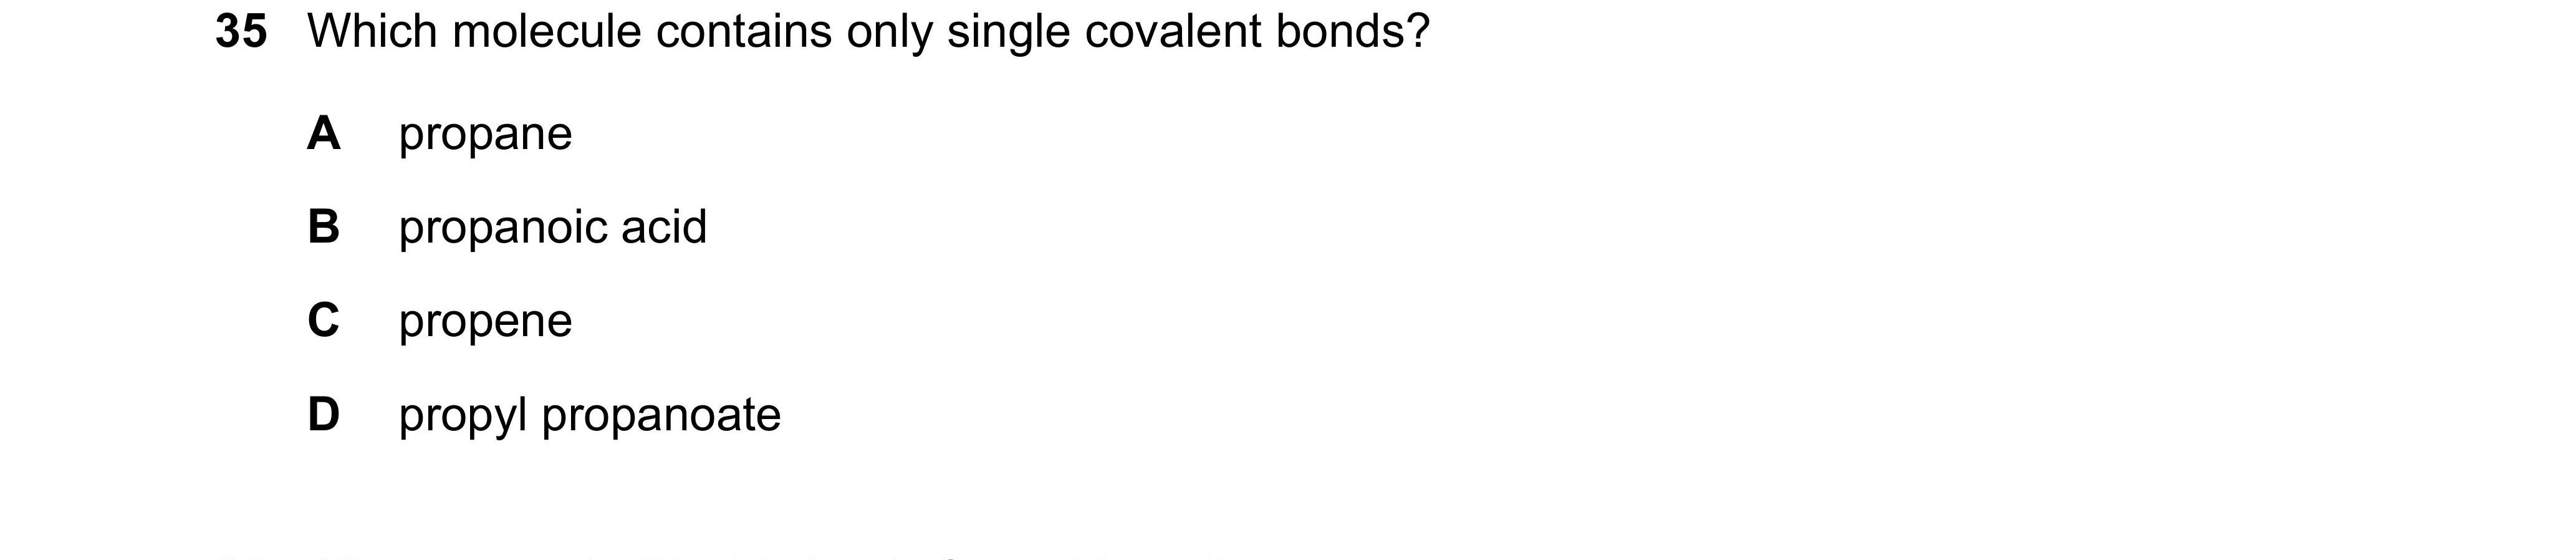 35 Which molecule contains only single covalent bonds?
A propane
B propanoic acid
C propene
D propyl propanoate